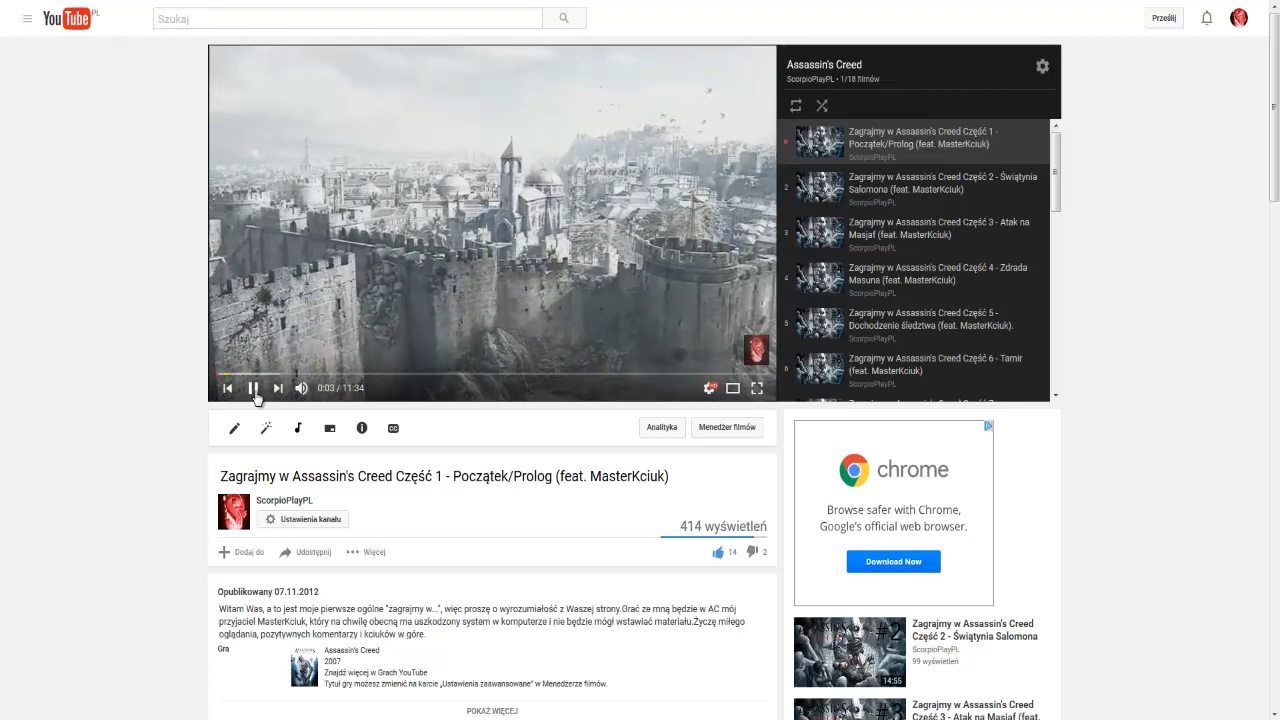 YouTube PL
Szukaj
Prześlij
Assassin's Creed
ScorpioPlayPL • 1/18 filmów
Zagrajmy w Assassin's Creed Część 1 -
Początek/Prolog (feat. MasterKciuk)
ScorpioPlayPL
2
Zagrajmy w Assassin's Creed Część 2 - Świątynia
Salomona (feat. MasterKciuk)
ScorpioPlayPL
3
Zagrajmy w Assassin's Creed Część 3 - Atak na
Masjaf (feat. MasterKciuk)
ScorpioPlayPL
4
Zagrajmy w Assassin's Creed Część 4 - Zdrada
Masuna (feat. MasterKciuk)
ScorpioPlayPL
5
Zagrajmy w Assassin's Creed Część 5 -
Dochodzenie śledztwa (feat. MasterKciuk).
ScorpioPlayPL
6
Zagrajmy w Assassin's Creed Część 6 - Tamir
(feat. MasterKciuk)
ScorpioPlayPL
0:03 / 11:34
HD
CC
Analityka
Menedżer filmów
Zagrajmy w Assassin's Creed Część 1 - Początek/Prolog (feat. MasterKciuk)
ScorpioPlayPL
Ustawienia kanału
414 wyświetleń
Dodaj do
Udostępnij
Więcej
14
2
Opublikowany 07.11.2012
Witam Was, a to jest moje pierwsze ogólne "zagrajmy w...", więc proszę o wyrozumiałość z Waszej strony.Grać ze mną będzie w AC mój
przyjaciel MasterKciuk, który na chwilę obecną ma uszkodzony system w komputerze i nie będzie mógł wstawiać materiału.Życzę miłego
oglądania, pozytywnych komentarzy i kciuków w góre.
Gra
Assassin's Creed
2007
Znajdź więcej w Grach YouTube
Tytuł gry możesz zmienić na karcie „Ustawienia zaawansowane" w Menedżerze filmów.
POKAŻ WIĘCEJ
chrome
Browse safer with Chrome,
Google's official web browser.
Download Now
#2
14:55
Zagrajmy w Assassin's Creed
Część 2 - Świątynia Salomona
ScorpioPlayPL
99 wyświetleń
Zagrajmy w Assassin's Creed
Część 3 - Atak na Masjaf (feat.